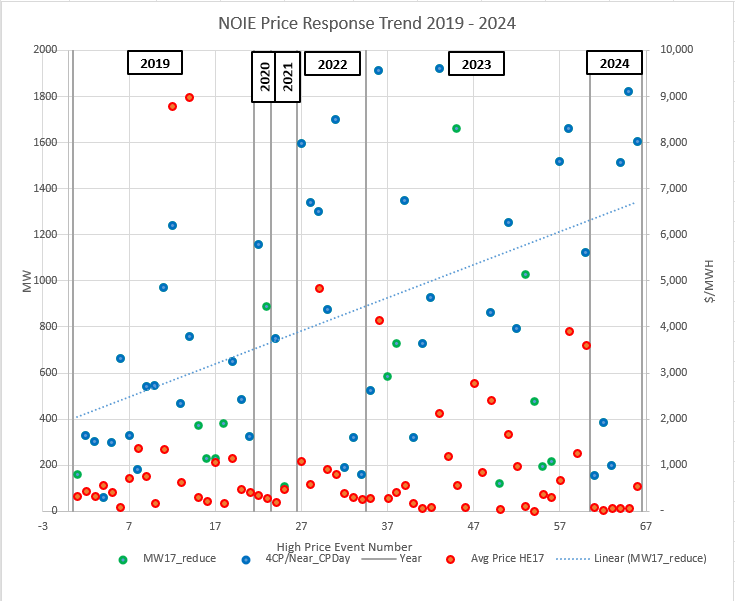 NOIE Price Response Trend 2019 - 2024
2000 10,000
2019 2020 2021 2022 2023 2024
1800 9,000
1600 8,000
1400 7,000
1200 6,000
MW
1000 5,000
$/MWH
800 4,000
600 3,000
400 2,000
200 1,000
0 -
-3 7 17 27 37 47 57 67
High Price Event Number
MW17_reduce 4CP/Near_CPDay Year Avg Price HE17 Linear (MW17_reduce)